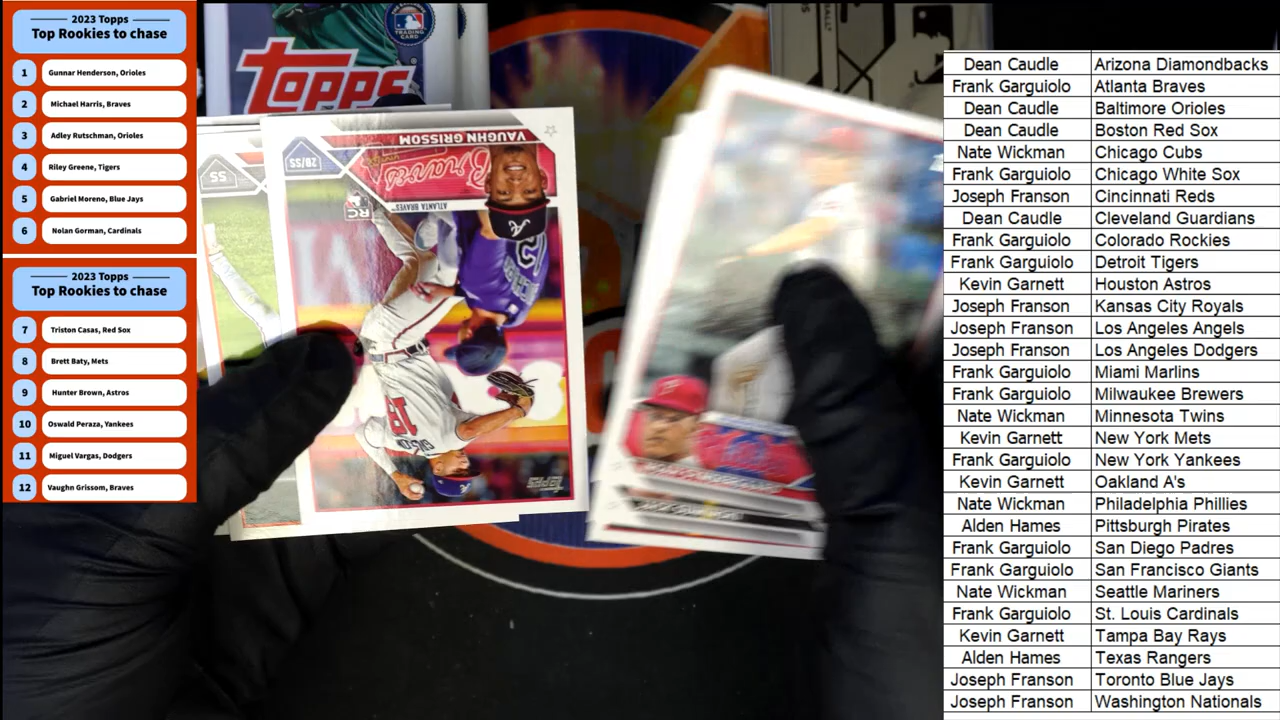 2023 Topps
Top Rookies to chase
1 Gunnar Henderson, Orioles
2 Michael Harris, Braves
3 Adley Rutschman, Orioles
4 Riley Greene, Tigers
5 Gabriel Moreno, Blue Jays
6 Nolan Gorman, Cardinals
2023 Topps
Top Rookies to chase
7 Triston Casas, Red Sox
8 Brett Baty, Mets
9 Hunter Brown, Astros
10 Oswald Peraza, Yankees
11 Miguel Vargas, Dodgers
12 Vaughn Grissom, Braves
TOPPS
VAUGHN GRISSOM
2B/SS
Braves
ATLANTA BRAVES
RC
SS
GRISSOM
18
TOPPS
Dean Caudle Arizona Diamondbacks
Frank Garguiolo Atlanta Braves
Dean Caudle Baltimore Orioles
Dean Caudle Boston Red Sox
Nate Wickman Chicago Cubs
Frank Garguiolo Chicago White Sox
Joseph Franson Cincinnati Reds
Dean Caudle Cleveland Guardians
Frank Garguiolo Colorado Rockies
Frank Garguiolo Detroit Tigers
Kevin Garnett Houston Astros
Joseph Franson Kansas City Royals
Joseph Franson Los Angeles Angels
Joseph Franson Los Angeles Dodgers
Frank Garguiolo Miami Marlins
Frank Garguiolo Milwaukee Brewers
Nate Wickman Minnesota Twins
Kevin Garnett New York Mets
Frank Garguiolo New York Yankees
Kevin Garnett Oakland A's
Nate Wickman Philadelphia Phillies
Alden Hames Pittsburgh Pirates
Frank Garguiolo San Diego Padres
Frank Garguiolo San Francisco Giants
Nate Wickman Seattle Mariners
Frank Garguiolo St. Louis Cardinals
Kevin Garnett Tampa Bay Rays
Alden Hames Texas Rangers
Joseph Franson Toronto Blue Jays
Joseph Franson Washington Nationals